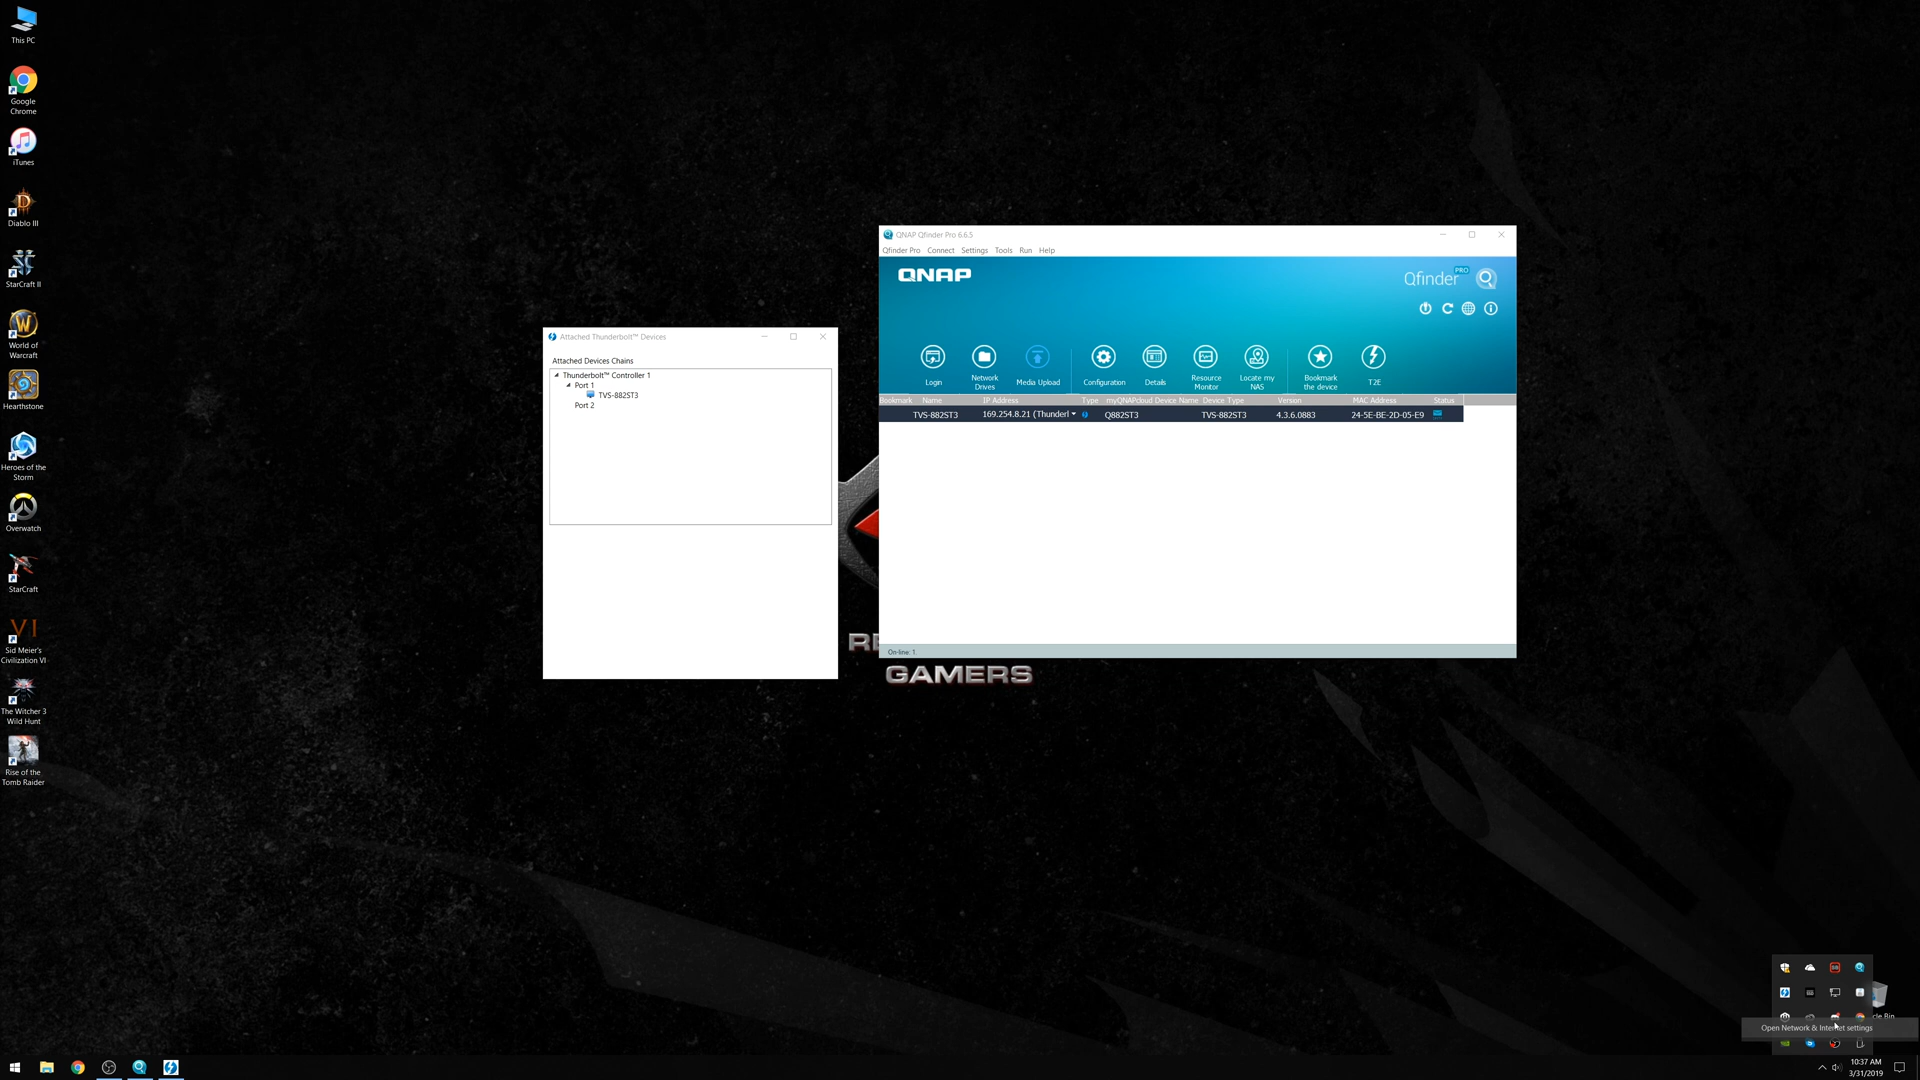 This PC
Google
Chrome
iTunes
Diablo III
StarCraft II
World of
Warcraft
Hearthstone
Heroes of the
Storm
Overwatch
StarCraft
VI
Sid Meier's
Civilization VI
The Witcher 3
Wild Hunt
Rise of the
Tomb Raider
Attached Thunderbolt™ Devices
Attached Devices Chains
Thunderbolt™ Controller 1
Port 1
TVS-882ST3
Port 2
QNAP Qfinder Pro 6.6.5
Qfinder Pro Connect Settings Tools Run Help
QNAP
Qfinder PRO
Login
Network
Drives
Media Upload
Configuration
Details
Resource
Monitor
Locate my
NAS
Bookmark
the device
T2E
Bookmark Name IP Address Type myQNAPcloud Device Name Device Type Version MAC Address Status
TVS-882ST3 169.254.8.21 (Thunderl Q882ST3 TVS-882ST3 4.3.6.0883 24-5E-BE-2D-05-E9
On-line: 1
GAMERS
cle Bin
Open Network & Internet settings
10:37 AM
3/31/2019